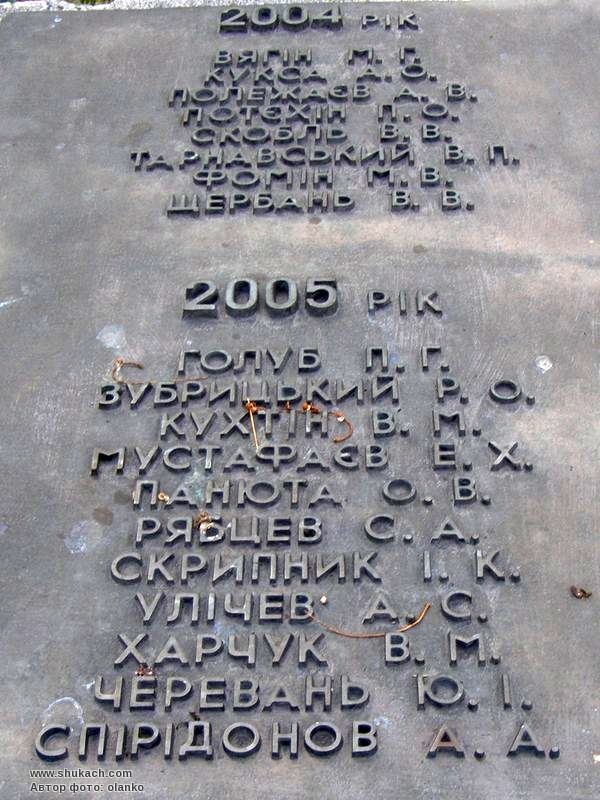 2004 РІК
ВЯГІН М. Г.
КУКСА А. О.
ПОЛЕЖАЄВ А. В.
ПОТЄХІН П. О.
СКОБЛЬ В. В.
ТАРНАВСЬКИЙ В. П.
ФОМІН М. В.
ЩЕРБАНЬ В. В.
2005 РІК
ГОЛУБ П. Г.
ЗУБРИЦЬКИЙ Р. О.
КУХТІН В. М.
МУСТАФАЄВ Е. Х.
ПАНЮТА О. В.
РЯБЦЕВ С. А.
СКРИПНИК І. К.
УЛІЧЕВ А. С.
ХАРЧУК В. М.
ЧЕРЕВАНЬ Ю. І.
СПІРІДОНОВ А. А.
www.shukach.com
Автор фото: olanko